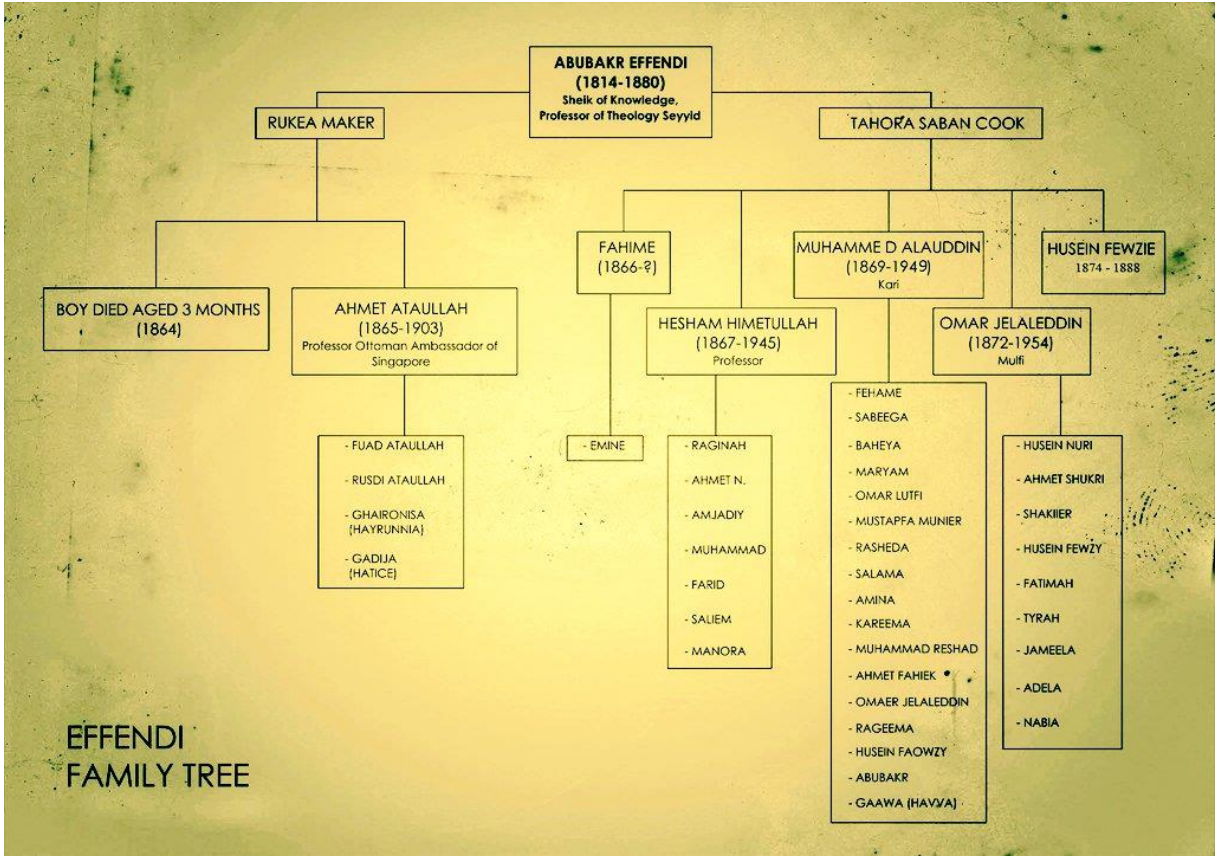 ABUBAKR EFFENDI
(1814-1880)
Sheik of Knowledge,
Professor of Theology Seyyid
RUKEA MAKER
TAHORA SABAN COOK
BOY DIED AGED 3 MONTHS
(1864)
AHMET ATAULLAH
(1865-1903)
Professor Ottoman Ambassador of
Singapore
- FUAD ATAULLAH
- RUSDI ATAULLAH
- GHAIRONISA
(HAYRUNNIA)
- GADIJA
(HATICE)
FAHIME
(1866-?)
- EMINE
HESHAM HIMETULLAH
(1867-1945)
Professor
- RAGINAH
- AHMET N.
- AMJADIY
- MUHAMMAD
- FARID
- SALIEM
- MANORA
MUHAMME D ALAUDDIN
(1869-1949)
Kari
- FEHAME
- SABEEGA
- BAHEYA
- MARYAM
- OMAR LUTFI
- MUSTAPFA MUNIER
- RASHEDA
- SALAMA
- AMINA
- KAREEMA
- MUHAMMAD RESHAD
- AHMET FAHIEK
- OMAER JELALEDDIN
- RAGEEMA
- HUSEIN FAOWZY
- ABUBAKR
- GAAWA (HAVVA)
OMAR JELALEDDIN
(1872-1954)
Mulfi
- HUSEIN NURI
- AHMET SHUKRI
- SHAKIIER
- HUSEIN FEWZY
- FATIMAH
- TYRAH
- JAMEELA
- ADELA
- NABIA
HUSEIN FEWZIE
1874 - 1888
EFFENDI
FAMILY TREE